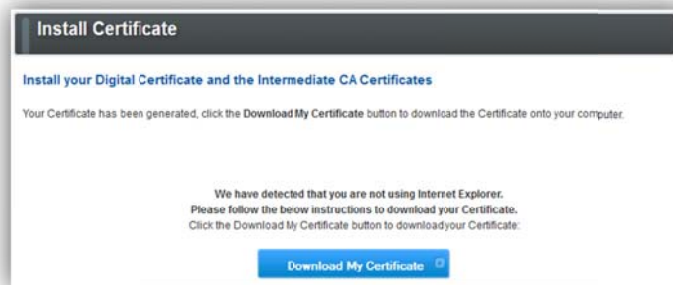 Install Certificate
Install your Digital Certificate and the Intermediate CA Certificates
Your Certificate has been generated, click the Download My Certificate button to download the Certificate onto your computer.
We have detected that you are not using Internet Explorer.
Please follow the beow instructions to download your Certificate.
Click the Download My Certificate button to download your Certificate:
Download My Certificate